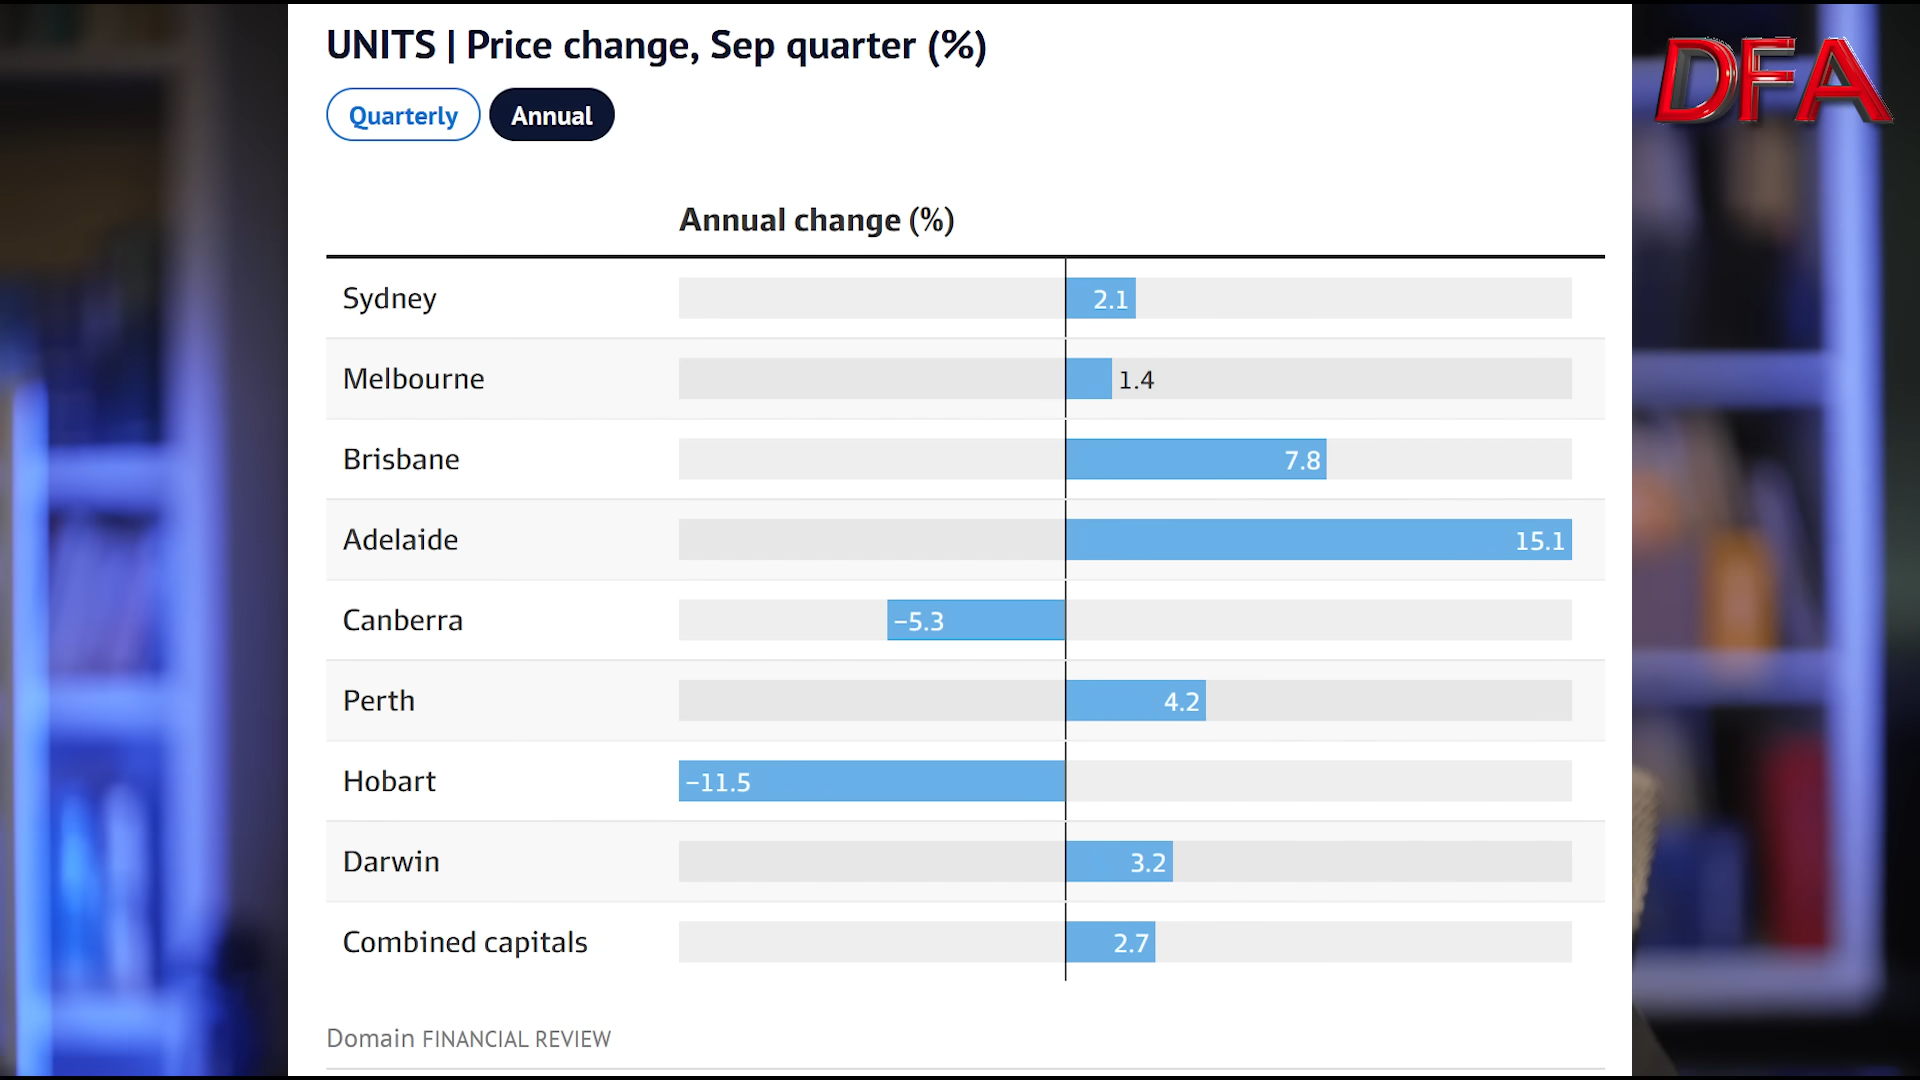 UNITS | Price change, Sep quarter (%)
DFA
Quarterly Annual
Annual change (%)
Sydney 2.1
Melbourne 1.4
Brisbane 7.8
Adelaide 15.1
Canberra −5.3
Perth 4.2
Hobart −11.5
Darwin 3.2
Combined capitals 2.7
Domain FINANCIAL REVIEW